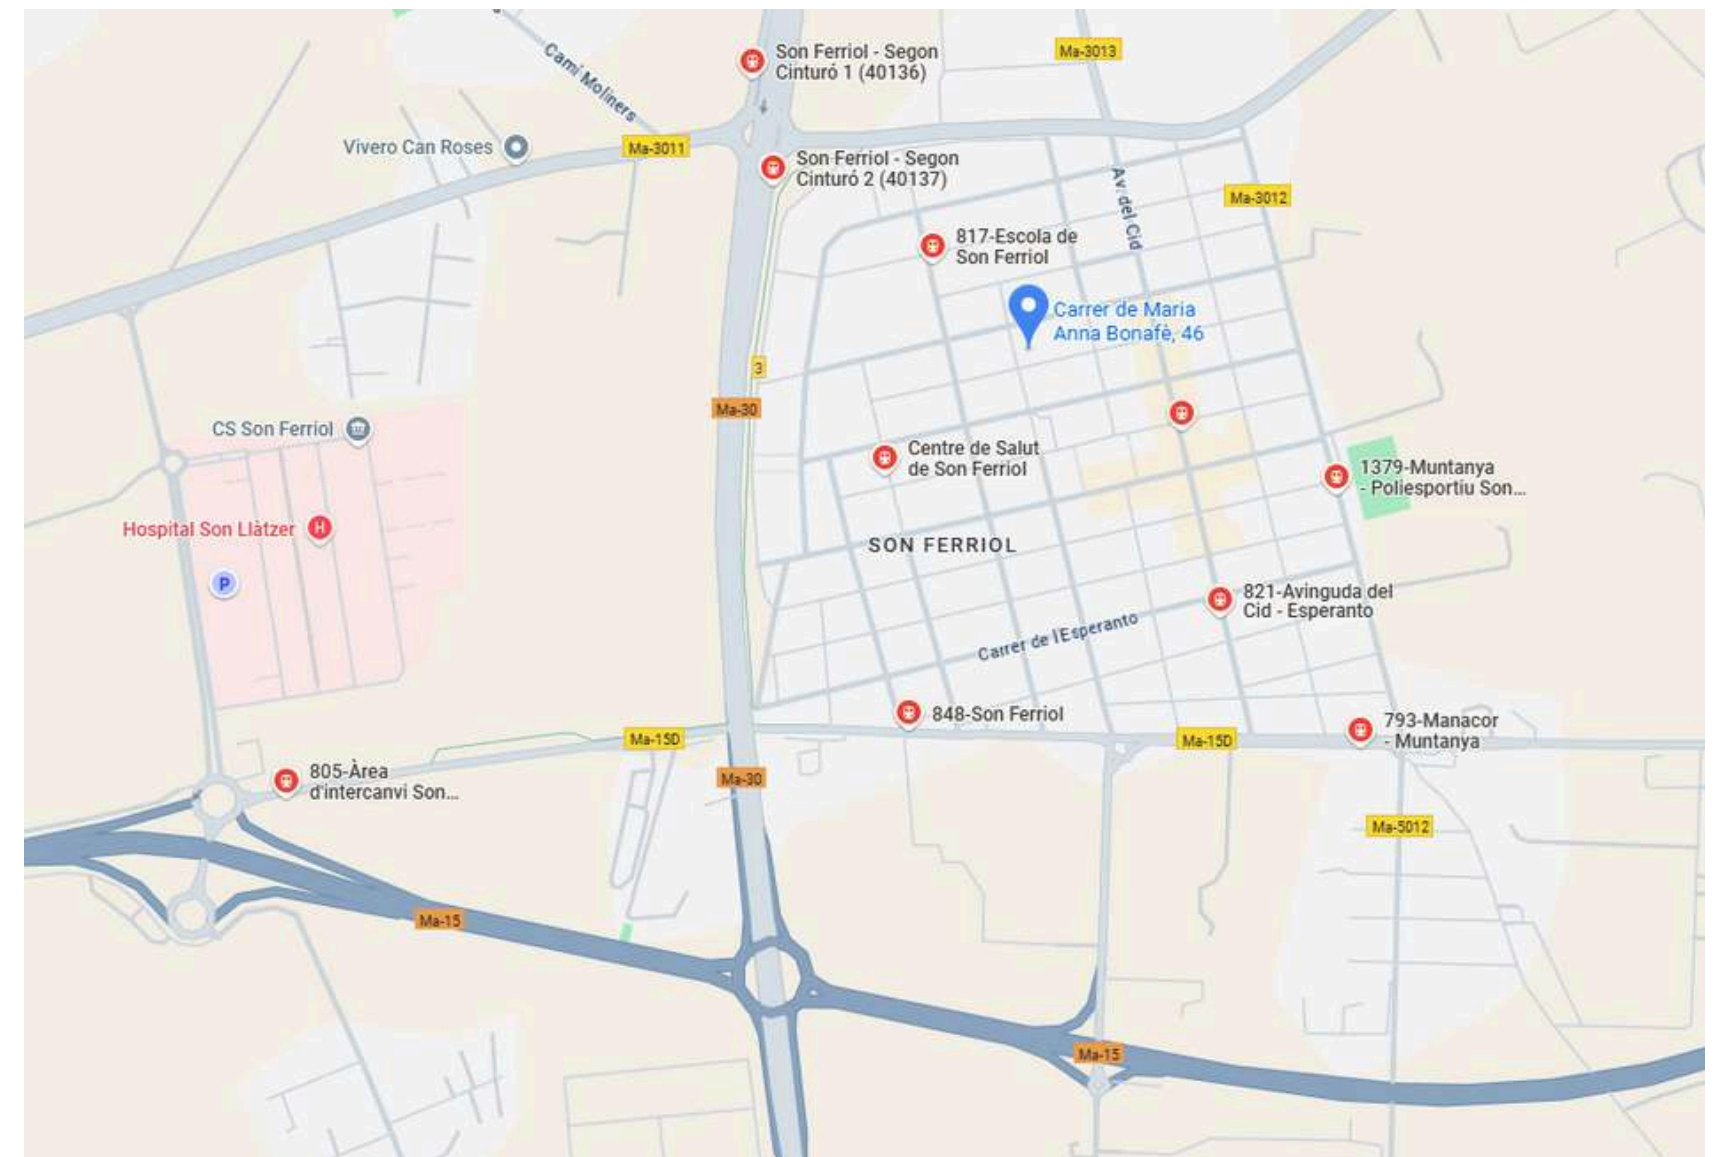 Son Ferriol - Segon
Cinturó 1 (40136)
Ma-3013
Camí Moliners
Vivero Can Roses
Ma-3011
Son Ferriol - Segon
Cinturó 2 (40137)
Av. del Cid
Ma-3012
817-Escola de
Son Ferriol
Carrer de Maria
Anna Bonafè, 46
3
Ma-30
CS Son Ferriol
Centre de Salut
de Son Ferriol
1379-Muntanya
- Poliesportiu Son...
Hospital Son Llàtzer
H
SON FERRIOL
P
821-Avinguda del
Cid - Esperanto
Carrer de l'Esperanto
848-Son Ferriol
793-Manacor
- Muntanya
Ma-15D
Ma-15D
805-Àrea
d'intercanvi Son...
Ma-30
Ma-5012
Ma-15
Ma-15